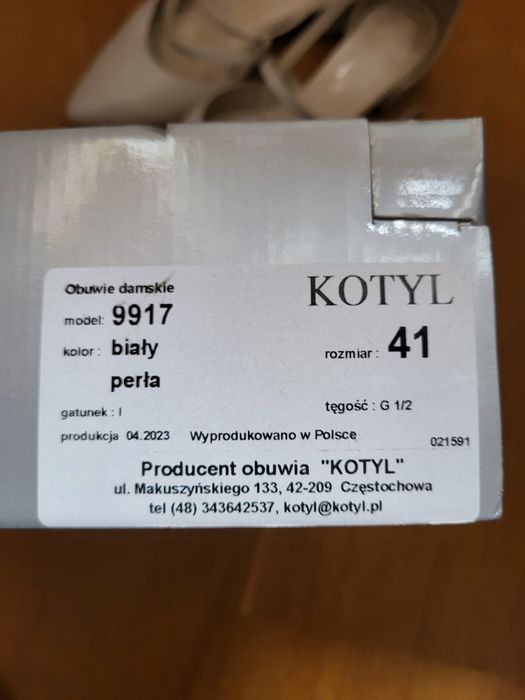 Obuwie damskie
KOTYL
model: 9917
kolor : biały
rozmiar : 41
perła
gatunek : I
tęgość : G 1/2
produkcja 04.2023 Wyprodukowano w Polsce
021591
Producent obuwia "KOTYL"
ul. Makuszyńskiego 133, 42-209 Częstochowa
tel (48) 343642537, kotyl@kotyl.pl